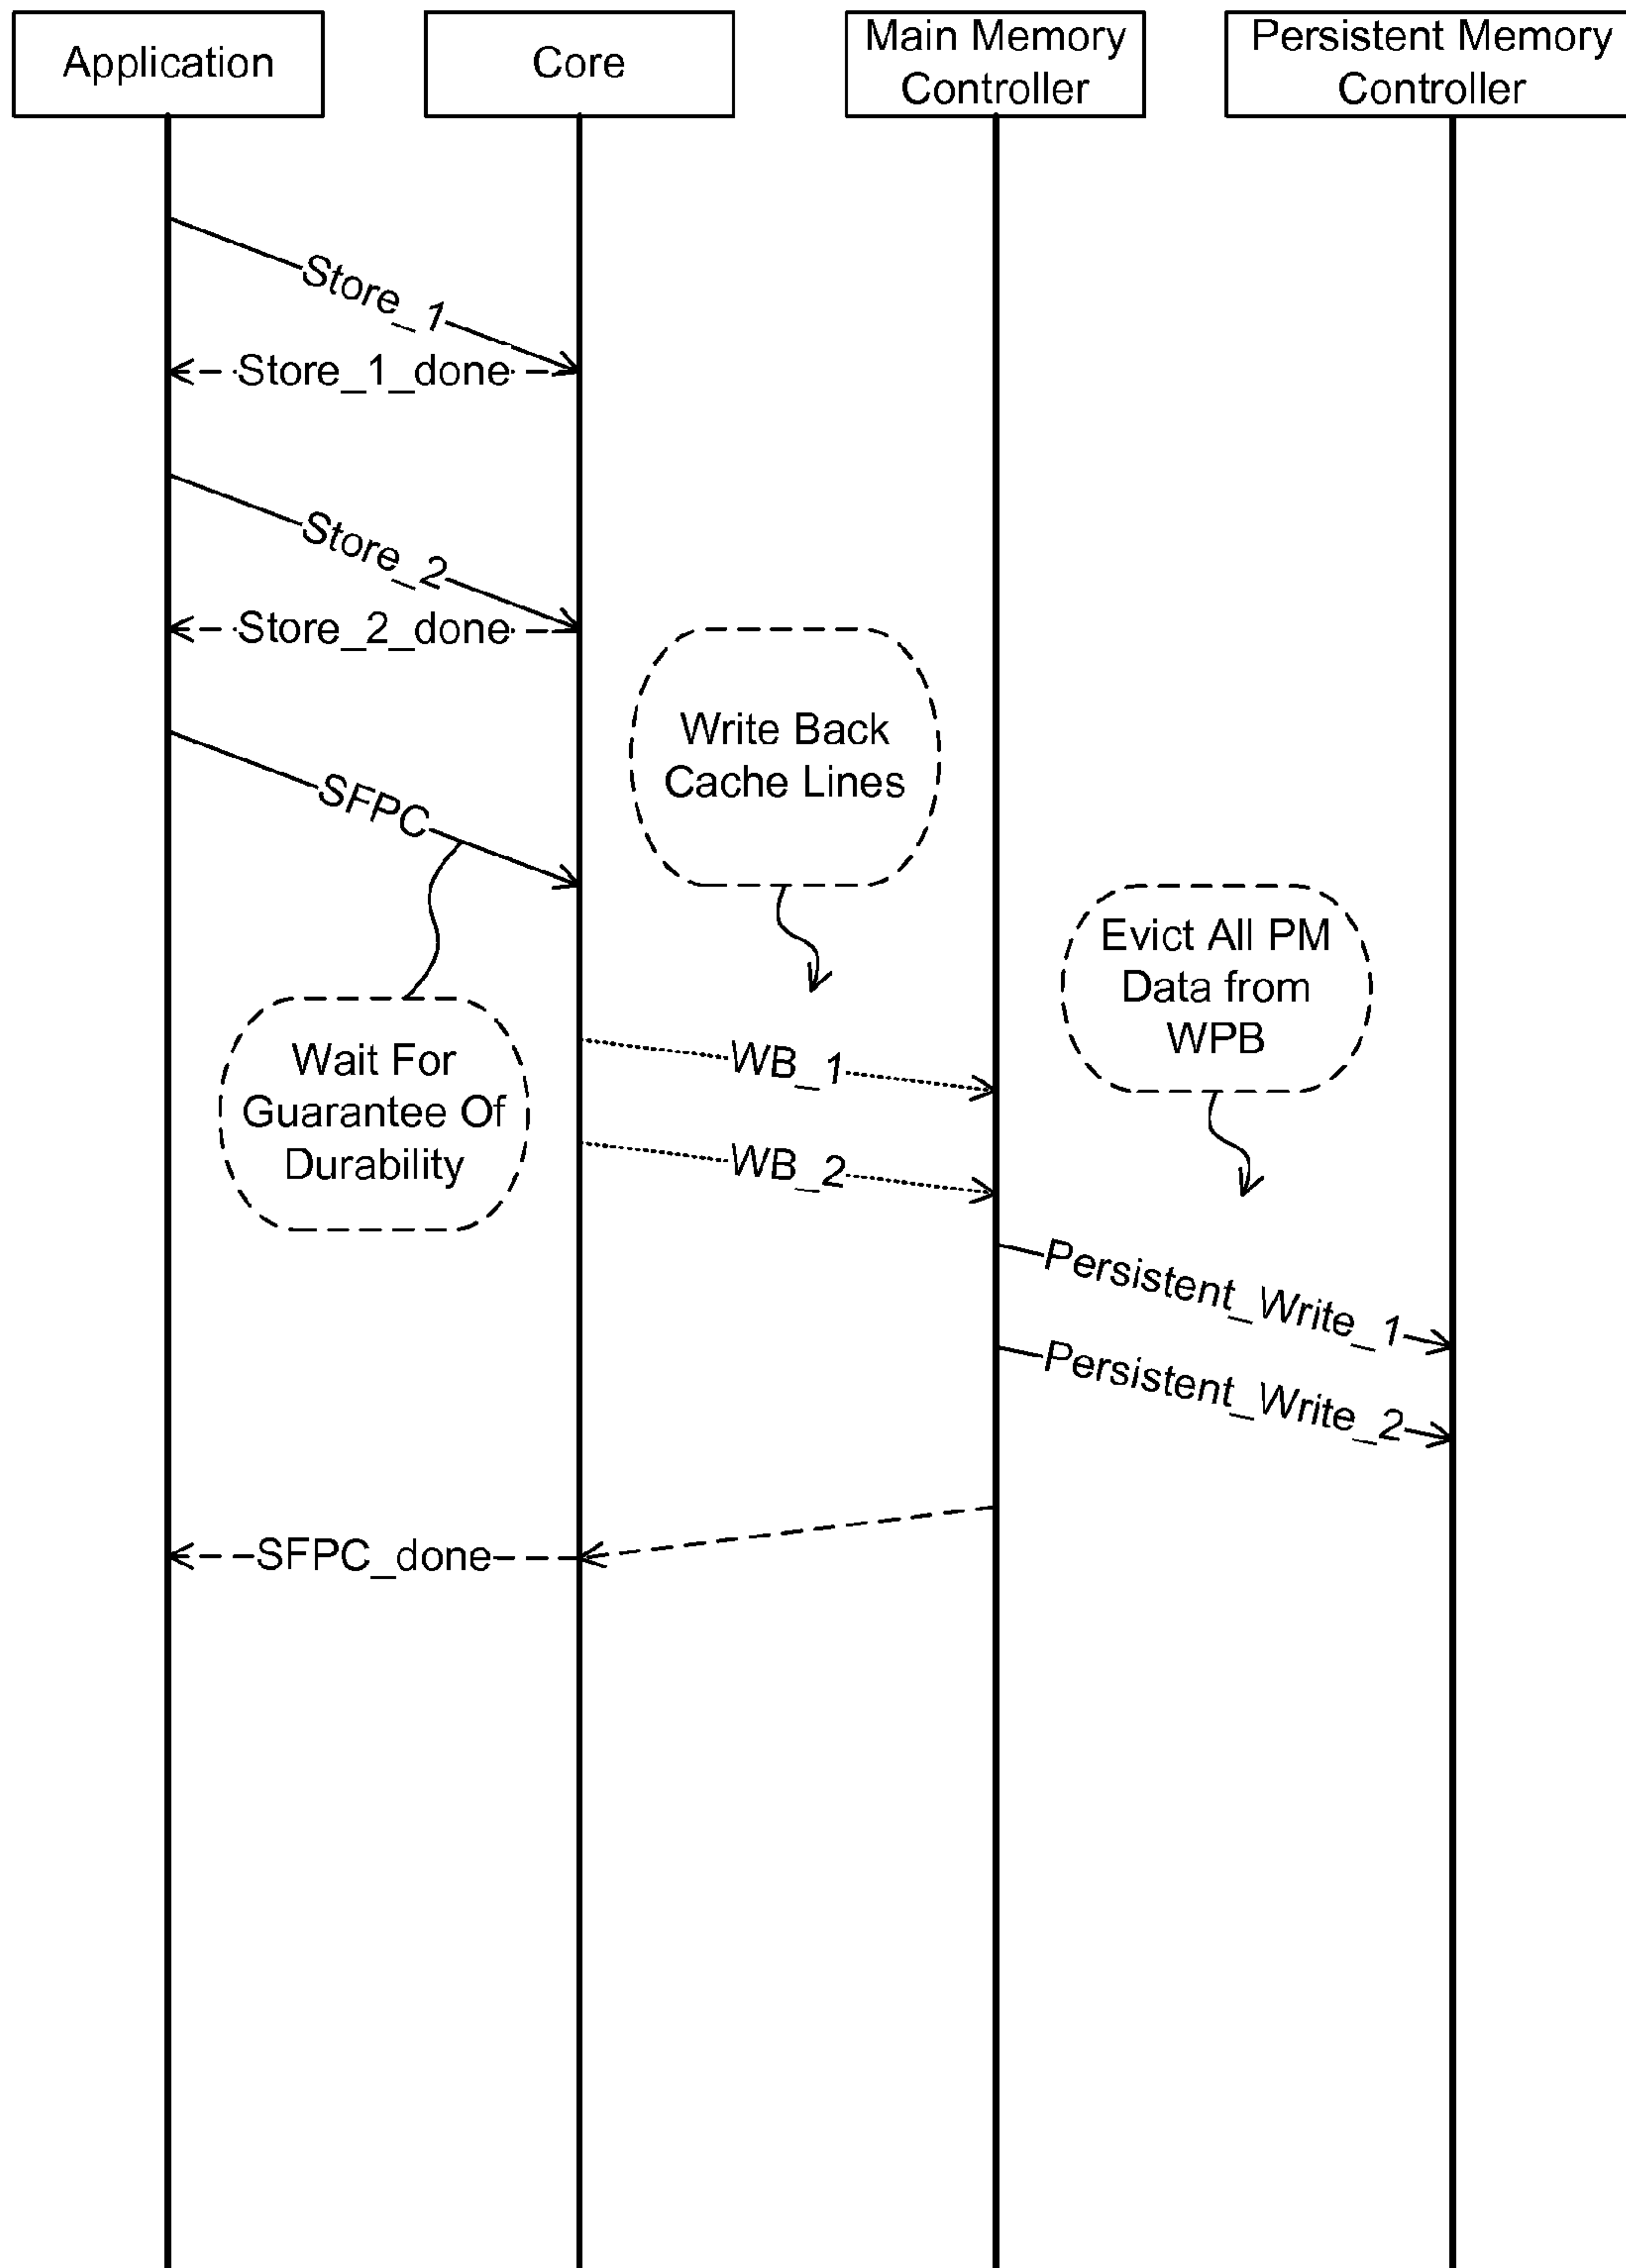 Application
Core
Main Memory
Controller
Persistent Memory
Controller
Store_1
Store_1_done
Store_2
Store_2_done
Write Back
Cache Lines
SFPC
Evict All PM
Data from
WPB
Wait For
Guarantee Of
Durability
WB_1
WB_2
Persistent_Write_1
Persistent_Write_2
SFPC_done